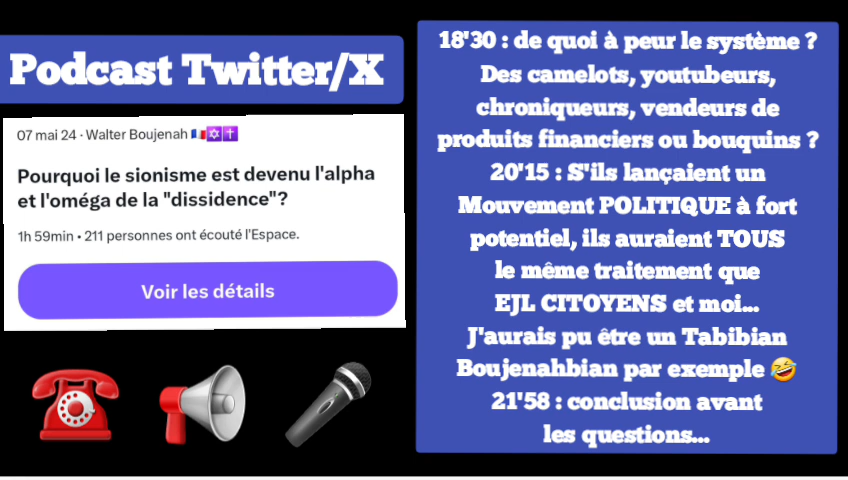 Podcast Twitter/X
07 mai 24 · Walter Boujenah 🇫🇷✡️✝️
Pourquoi le sionisme est devenu l'alpha
et l'oméga de la "dissidence"?
1h 59min • 211 personnes ont écouté l'Espace.
Voir les détails
18'30 : de quoi à peur le système ?
Des camelots, youtubeurs,
chroniqueurs, vendeurs de
produits financiers ou bouquins ?
20'15 : S'ils lançaient un
Mouvement POLITIQUE à fort
potentiel, ils auraient TOUS
le même traitement que
EJL CITOYENS et moi...
J'aurais pu être un Tabibian
Boujenahbian par exemple 🤣
21'58 : conclusion avant
les questions...